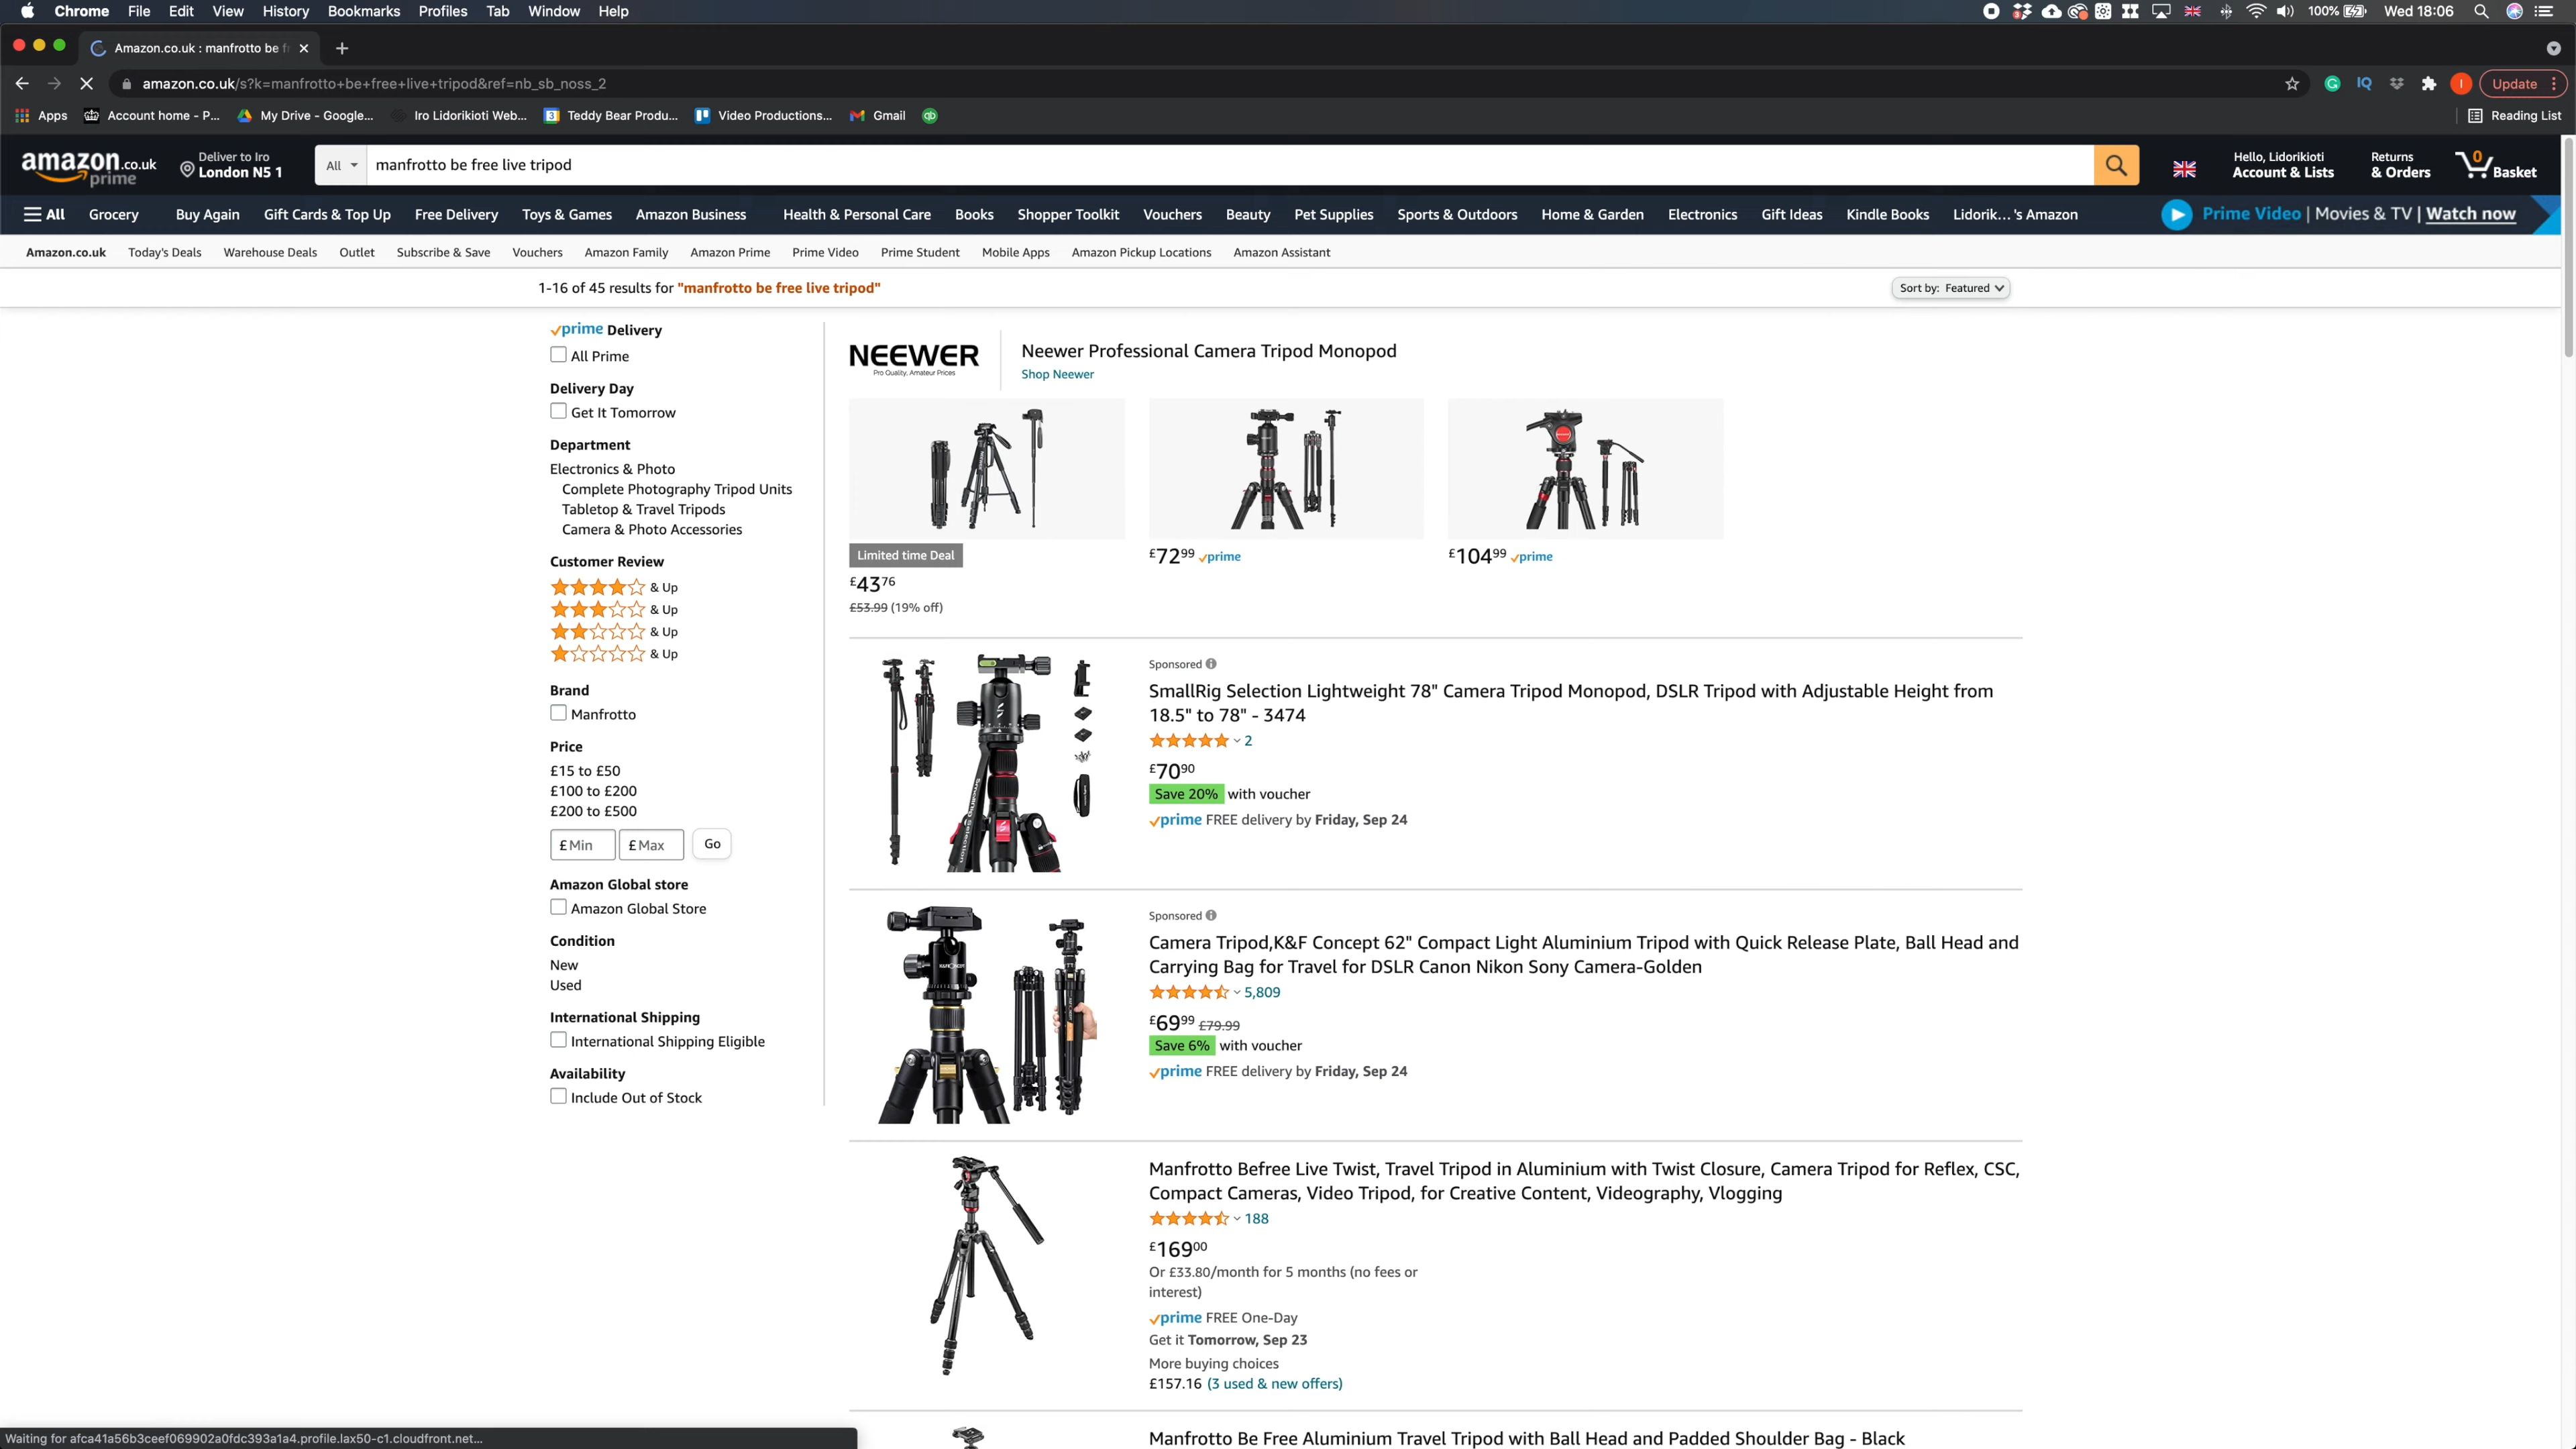 Chrome File Edit View History Bookmarks Profiles Tab Window Help
100% Wed 18:06
Amazon.co.uk : manfrotto be f
amazon.co.uk/s?k=manfrotto+be+free+live+tripod&ref=nb_sb_noss_2
IQ
I
Update
Apps Account home - P... My Drive - Google... Iro Lidorikioti Web... Teddy Bear Produ... Video Productions... Gmail
Reading List
amazon.co.uk
prime
Deliver to Iro
London N5 1
All
manfrotto be free live tripod
Hello, Lidorikioti
Account & Lists
Returns
& Orders
0
Basket
All Grocery Buy Again Gift Cards & Top Up Free Delivery Toys & Games Amazon Business Health & Personal Care Books Shopper Toolkit Vouchers Beauty Pet Supplies Sports & Outdoors Home & Garden Electronics Gift Ideas Kindle Books Lidorik... 's Amazon
Prime Video | Movies & TV | Watch now
Amazon.co.uk Today's Deals Warehouse Deals Outlet Subscribe & Save Vouchers Amazon Family Amazon Prime Prime Video Prime Student Mobile Apps Amazon Pickup Locations Amazon Assistant
1-16 of 45 results for "manfrotto be free live tripod"
Sort by: Featured
prime Delivery
All Prime
Delivery Day
Get It Tomorrow
Department
Electronics & Photo
Complete Photography Tripod Units
Tabletop & Travel Tripods
Camera & Photo Accessories
Customer Review
& Up
& Up
& Up
& Up
Brand
Manfrotto
Price
£15 to £50
£100 to £200
£200 to £500
£ Min £ Max Go
Amazon Global store
Amazon Global Store
Condition
New
Used
International Shipping
International Shipping Eligible
Availability
Include Out of Stock
NEEWER
Pro Quality, Amateur Prices
Neewer Professional Camera Tripod Monopod
Shop Neewer
Limited time Deal
£43.76
£53.99 (19% off)
£72.99 prime
£104.99 prime
Sponsored
SmallRig Selection Lightweight 78" Camera Tripod Monopod, DSLR Tripod with Adjustable Height from
18.5" to 78" - 3474
2
£70.90
Save 20% with voucher
prime FREE delivery by Friday, Sep 24
Sponsored
Camera Tripod,K&F Concept 62" Compact Light Aluminium Tripod with Quick Release Plate, Ball Head and
Carrying Bag for Travel for DSLR Canon Nikon Sony Camera-Golden
5,809
£69.99 £79.99
Save 6% with voucher
prime FREE delivery by Friday, Sep 24
Manfrotto Befree Live Twist, Travel Tripod in Aluminium with Twist Closure, Camera Tripod for Reflex, CSC,
Compact Cameras, Video Tripod, for Creative Content, Videography, Vlogging
188
£169.00
Or £33.80/month for 5 months (no fees or
interest)
prime FREE One-Day
Get it Tomorrow, Sep 23
More buying choices
£157.16 (3 used & new offers)
Manfrotto Be Free Aluminium Travel Tripod with Ball Head and Padded Shoulder Bag - Black
Waiting for afca41a56b3ceef069902a0fdc393a1a4.profile.lax50-c1.cloudfront.net...